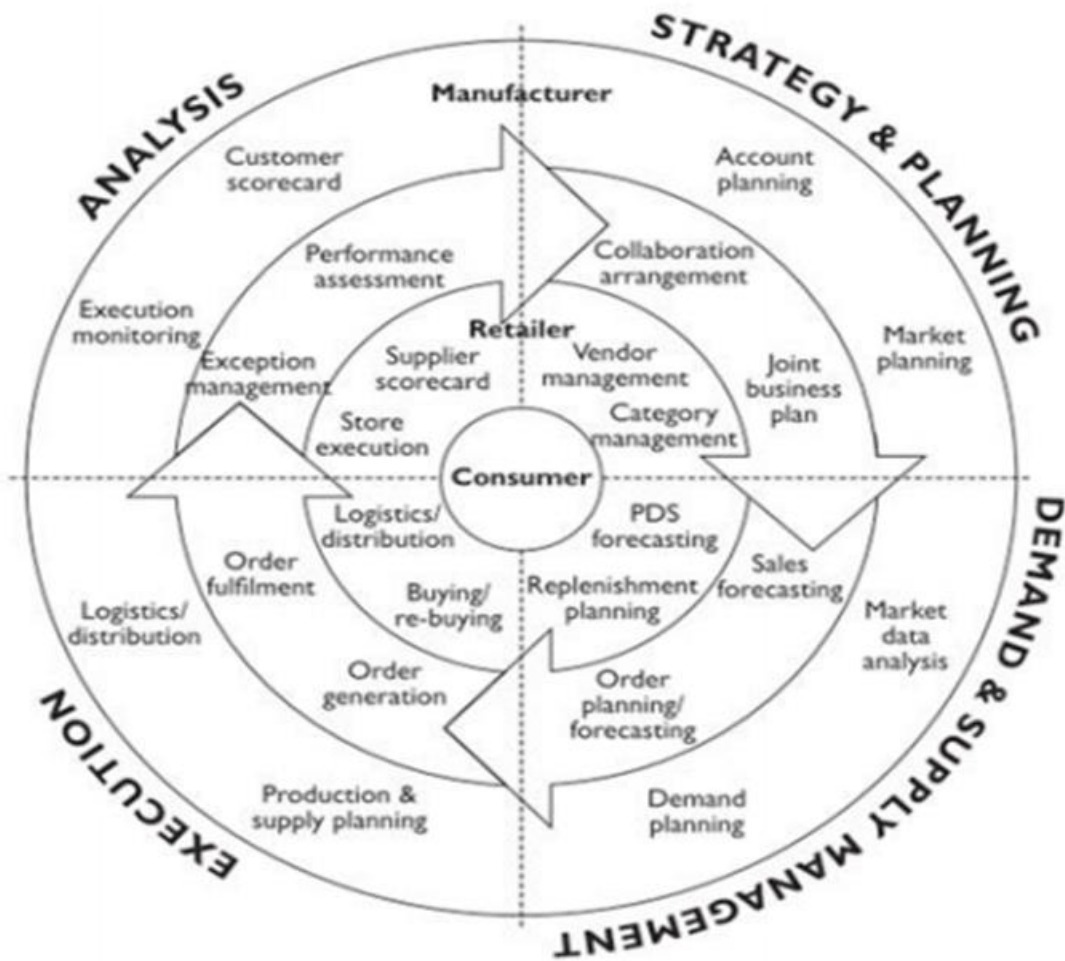 ANALYSIS
STRATEGY & PLANNING
Manufacturer
Customer
scorecard
Account
planning
Performance
assessment
Collaboration
arrangement
Execution
monitoring
Exception
management
Retailer
Supplier
scorecard
Vendor
management
Joint
business
plan
Market
planning
Store
execution
Category
management
Consumer
Logistics/
distribution
PDS
forecasting
Order
fulfilment
Buying/
re-buying
Replenishment
planning
Sales
forecasting
Logistics/
distribution
Market
data
analysis
Order
generation
Order
planning/
forecasting
Production &
supply planning
Demand
planning
EXECUTION
DEMAND & SUPPLY MANAGEMENT